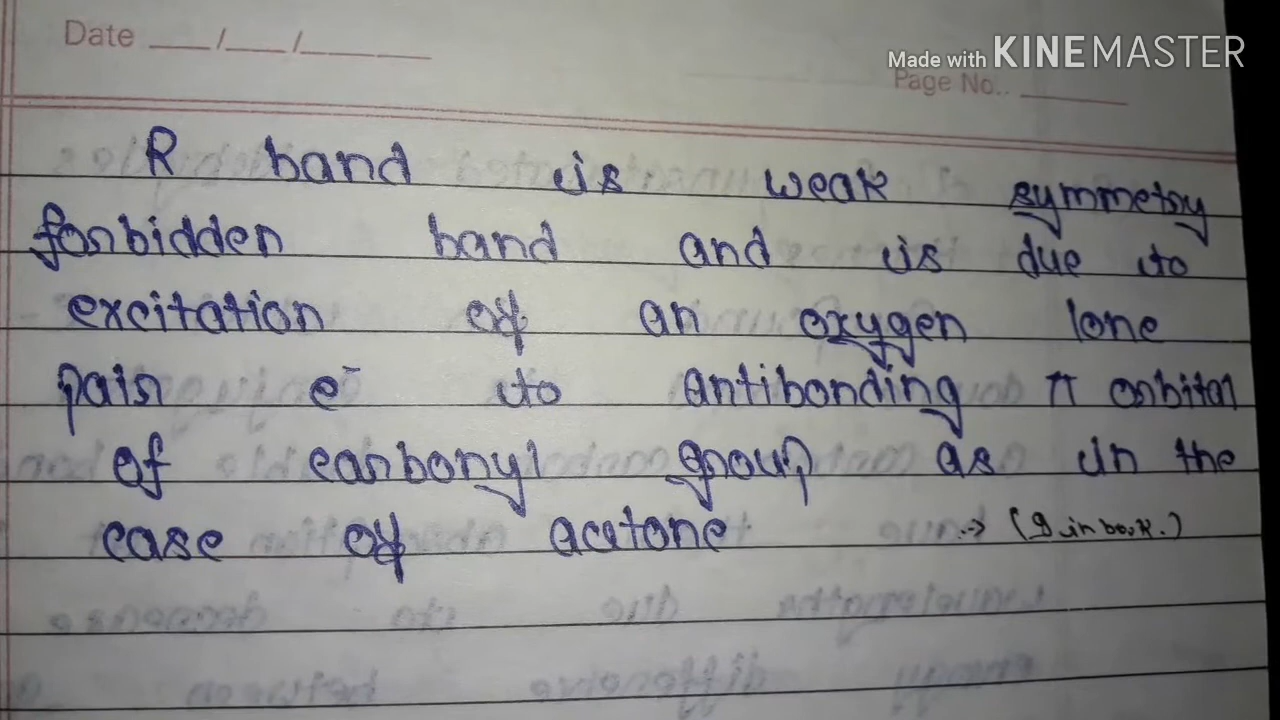 Date ___/___/______
Made with KINEMASTER
Page No.. ______
R band is weak symmetry
forbidden band and is due to
excitation of an oxygen lone
pair e⁻ to antibonding π orbital
of carbonyl group as in the
case of acetone -> (9 in book.)